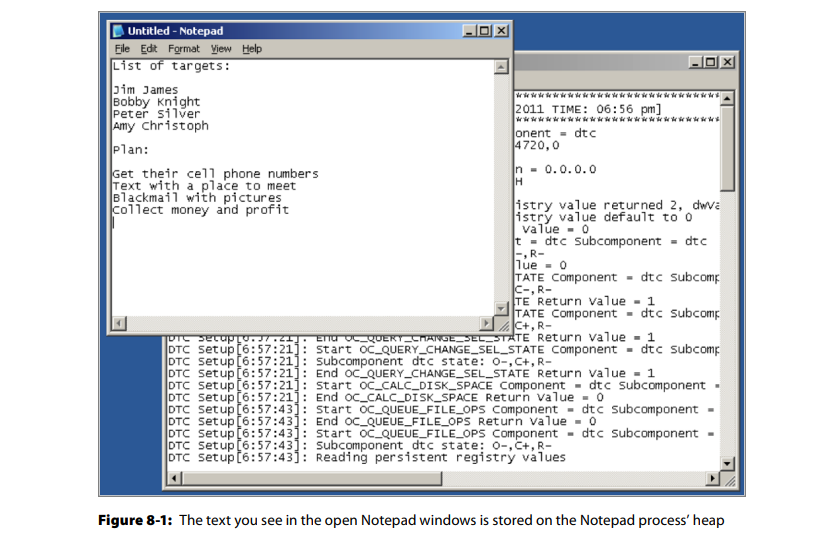 Untitled - Notepad
File Edit Format View Help
List of targets:
Jim James
Bobby Knight
Peter Silver
Amy Christoph
Plan:
Get their cell phone numbers
Text with a place to meet
Blackmail with pictures
Collect money and profit
*****************************
2011 TIME: 06:56 pm]
*****************************
onent = dtc
4720,0
n = 0.0.0.0
H
istry value returned 2, dwVa
istry value default to 0
Value = 0
t = dtc Subcomponent = dtc
-,R-
lue = 0
TATE Component = dtc Subcomp
C-,R-
TE Return Value = 1
TATE Component = dtc Subcomp
C+,R-
DTC Setup[6:57:21]: End OC_QUERY_CHANGE_SEL_STATE Return Value = 1
DTC Setup[6:57:21]: Start OC_QUERY_CHANGE_SEL_STATE Component = dtc Subcomp
DTC Setup[6:57:21]: Subcomponent dtc state: O-,C+,R-
DTC Setup[6:57:21]: End OC_QUERY_CHANGE_SEL_STATE Return Value = 1
DTC Setup[6:57:21]: Start OC_CALC_DISK_SPACE Component = dtc Subcomponent =
DTC Setup[6:57:21]: End OC_CALC_DISK_SPACE Return Value = 0
DTC Setup[6:57:43]: Start OC_QUEUE_FILE_OPS Component = dtc Subcomponent =
DTC Setup[6:57:43]: End OC_QUEUE_FILE_OPS Return Value = 0
DTC Setup[6:57:43]: Start OC_QUEUE_FILE_OPS Component = dtc Subcomponent =
DTC Setup[6:57:43]: Subcomponent dtc state: O-,C+,R-
DTC Setup[6:57:43]: Reading persistent registry values
Figure 8-1: The text you see in the open Notepad windows is stored on the Notepad process’ heap